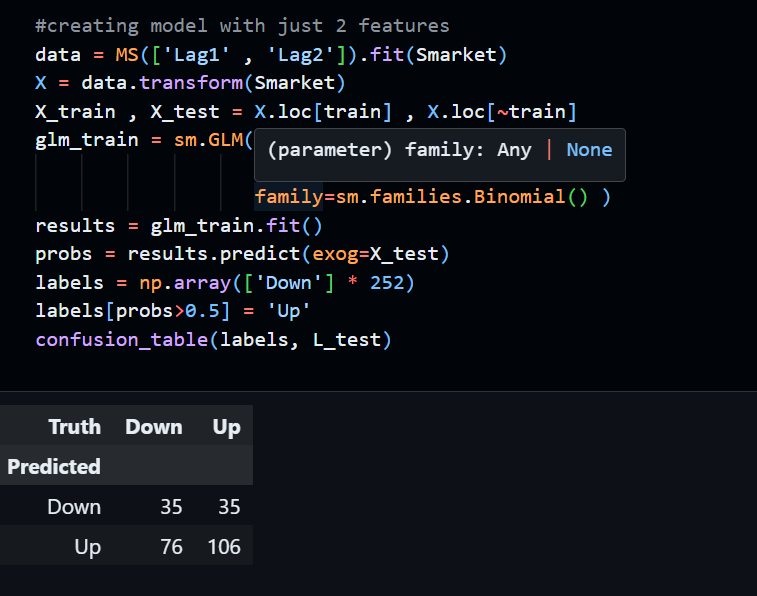 #creating model with just 2 features
data = MS(['Lag1' , 'Lag2']).fit(Smarket)
X = data.transform(Smarket)
X_train , X_test = X.loc[train] , X.loc[~train]
glm_train = sm.GLM(
(parameter) family: Any | None
family=sm.families.Binomial() )
results = glm_train.fit()
probs = results.predict(exog=X_test)
labels = np.array(['Down'] * 252)
labels[probs>0.5] = 'Up'
confusion_table(labels, L_test)
Truth Down Up
Predicted
Down 35 35
Up 76 106